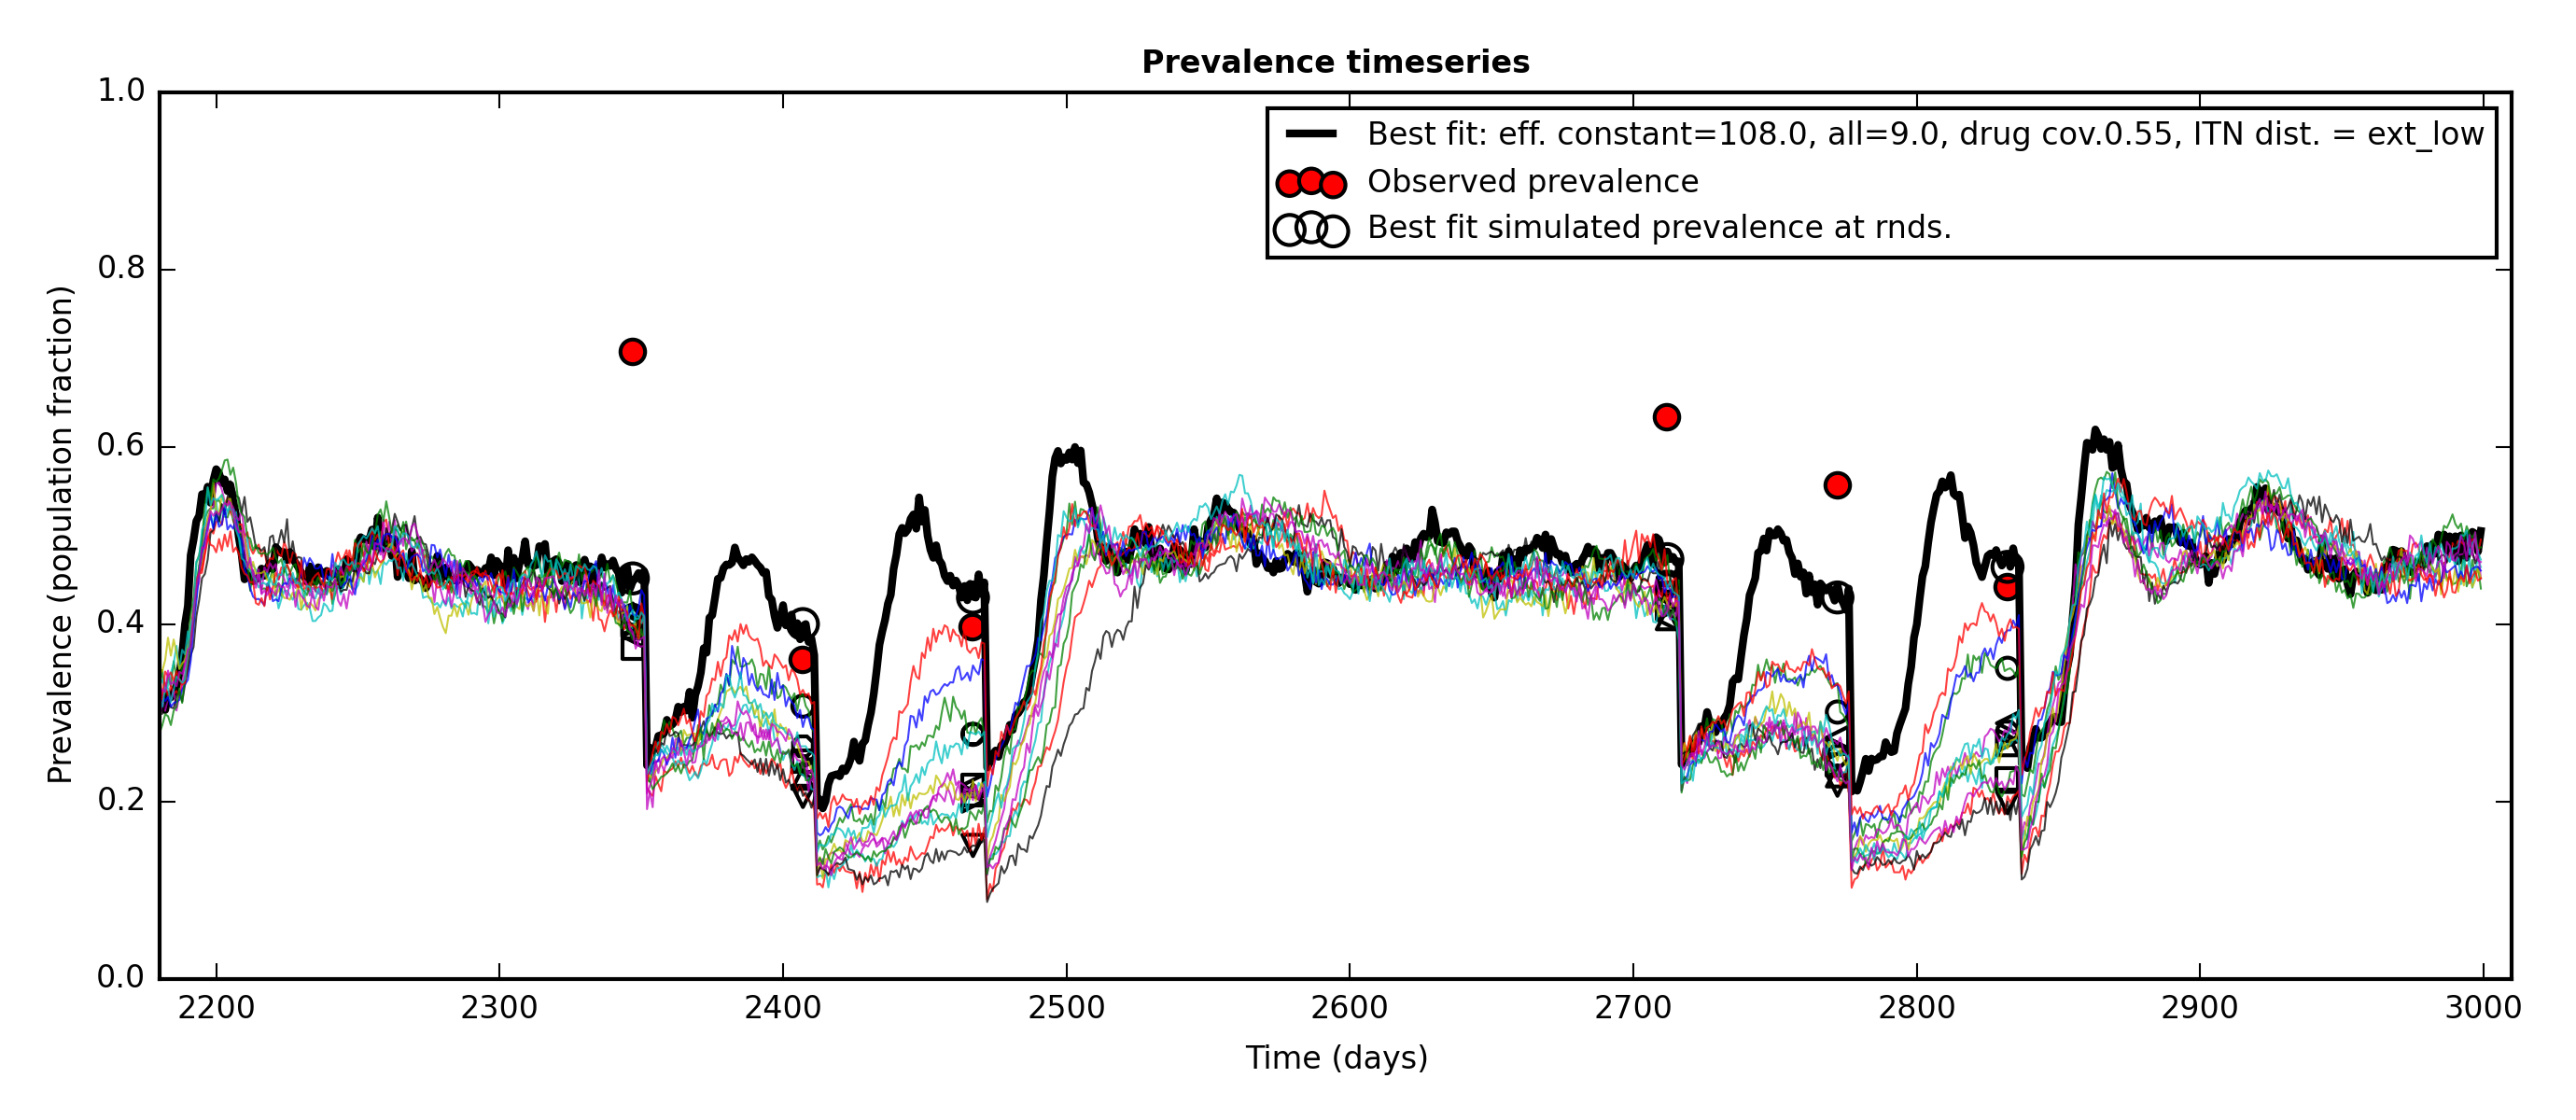 Prevalence timeseries
1.0
0.8
0.6
0.4
0.2
0.0
Prevalence (population fraction)
Best fit: eff. constant=108.0, all=9.0, drug cov.0.55, ITN dist. = ext_low
Observed prevalence
Best fit simulated prevalence at rnds.
2200 2300 2400 2500 2600 2700 2800 2900 3000
Time (days)